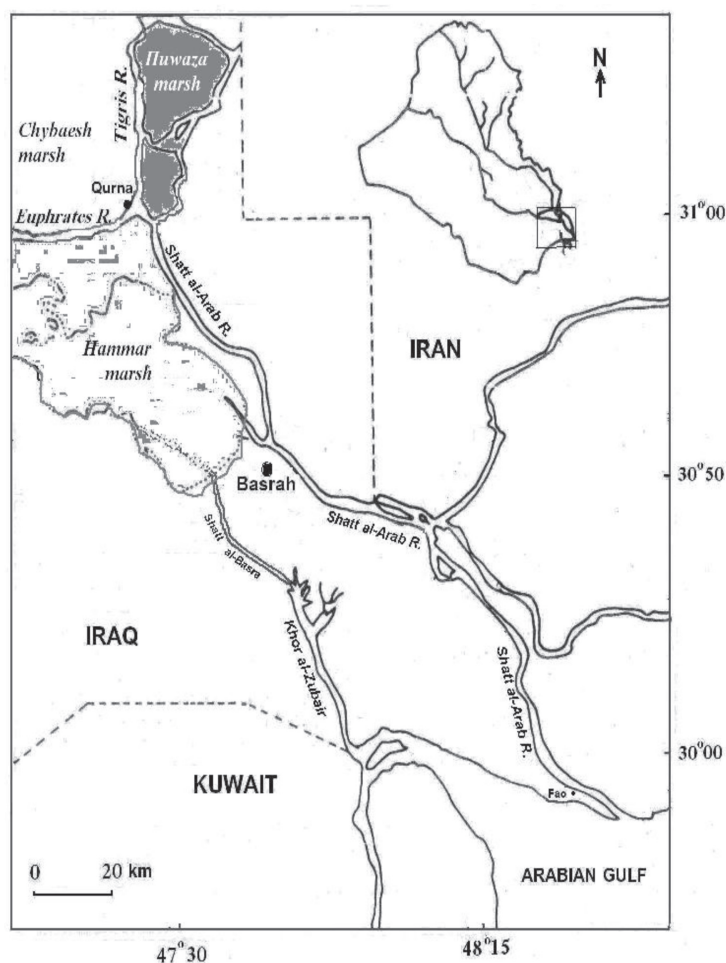 Huwaza
marsh
Tigris R.
N
Chybaesh
marsh
Qurna
Euphrates R.
31°00
Shatt al-Arab R.
IRAN
Hammar
marsh
30°50
Basrah
Shatt al-Arab R.
Shatt al-Basra
IRAQ
Khor al-Zubair
Shatt al-Arab R.
30°00
KUWAIT
Fao
0 20 km
ARABIAN GULF
47°30
48°15